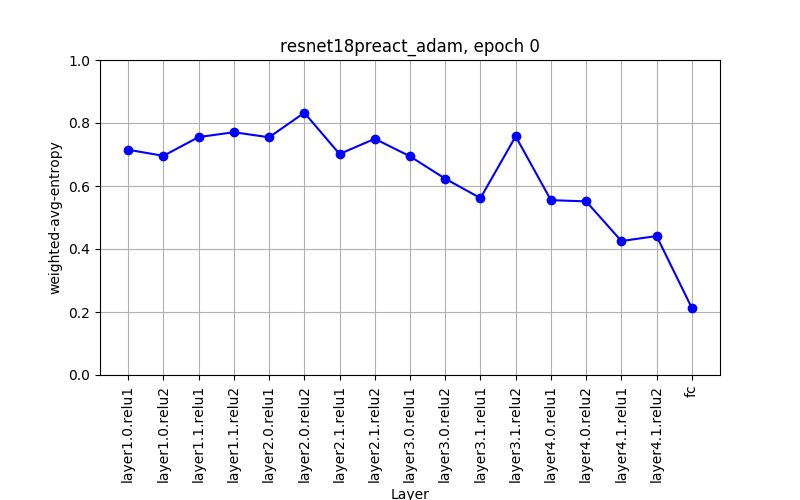 resnet18preact_adam, epoch 0
weighted-avg-entropy
1.0
0.8
0.6
0.4
0.2
0.0
layer1.0.relu1
layer1.0.relu2
layer1.1.relu1
layer1.1.relu2
layer2.0.relu1
layer2.0.relu2
layer2.1.relu1
layer2.1.relu2
layer3.0.relu1
layer3.0.relu2
layer3.1.relu1
layer3.1.relu2
layer4.0.relu1
layer4.0.relu2
layer4.1.relu1
layer4.1.relu2
fc
Layer